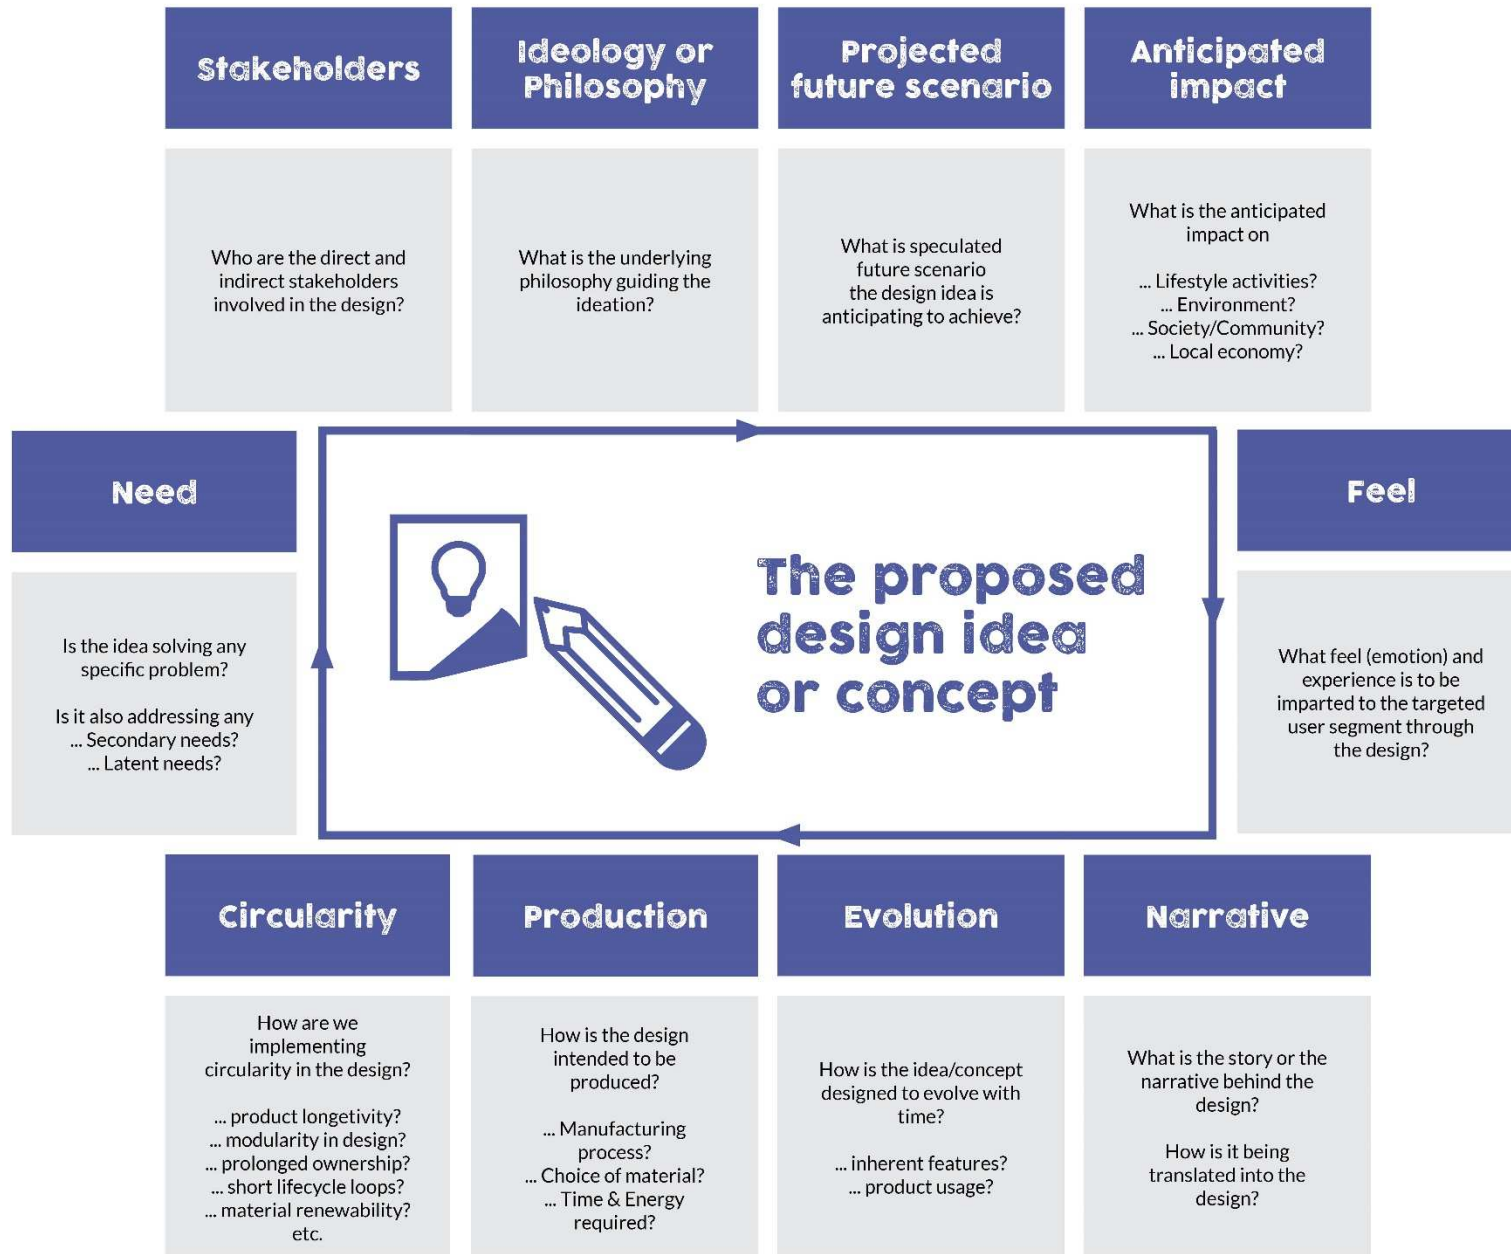 Stakeholders
Ideology or
Philosophy
Projected
future scenario
Anticipated
impact
Who are the direct and
indirect stakeholders
involved in the design?
What is the underlying
philosophy guiding the
ideation?
What is speculated
future scenario
the design idea is
anticipating to achieve?
What is the anticipated
impact on
... Lifestyle activities?
... Environment?
... Society/Community?
... Local economy?
Need
Is the idea solving any
specific problem?
Is it also addressing any
... Secondary needs?
... Latent needs?
The proposed
design idea
or concept
Feel
What feel (emotion) and
experience is to be
imparted to the targeted
user segment through
the design?
Circularity
Production
Evolution
Narrative
How are we
implementing
circularity in the design?
... product longetivity?
... modularity in design?
... prolonged ownership?
... short lifecycle loops?
... material renewability?
etc.
How is the design
intended to be
produced?
... Manufacturing
process?
... Choice of material?
... Time & Energy
required?
How is the idea/concept
designed to evolve with
time?
... inherent features?
... product usage?
What is the story or the
narrative behind the
design?
How is it being
translated into the
design?